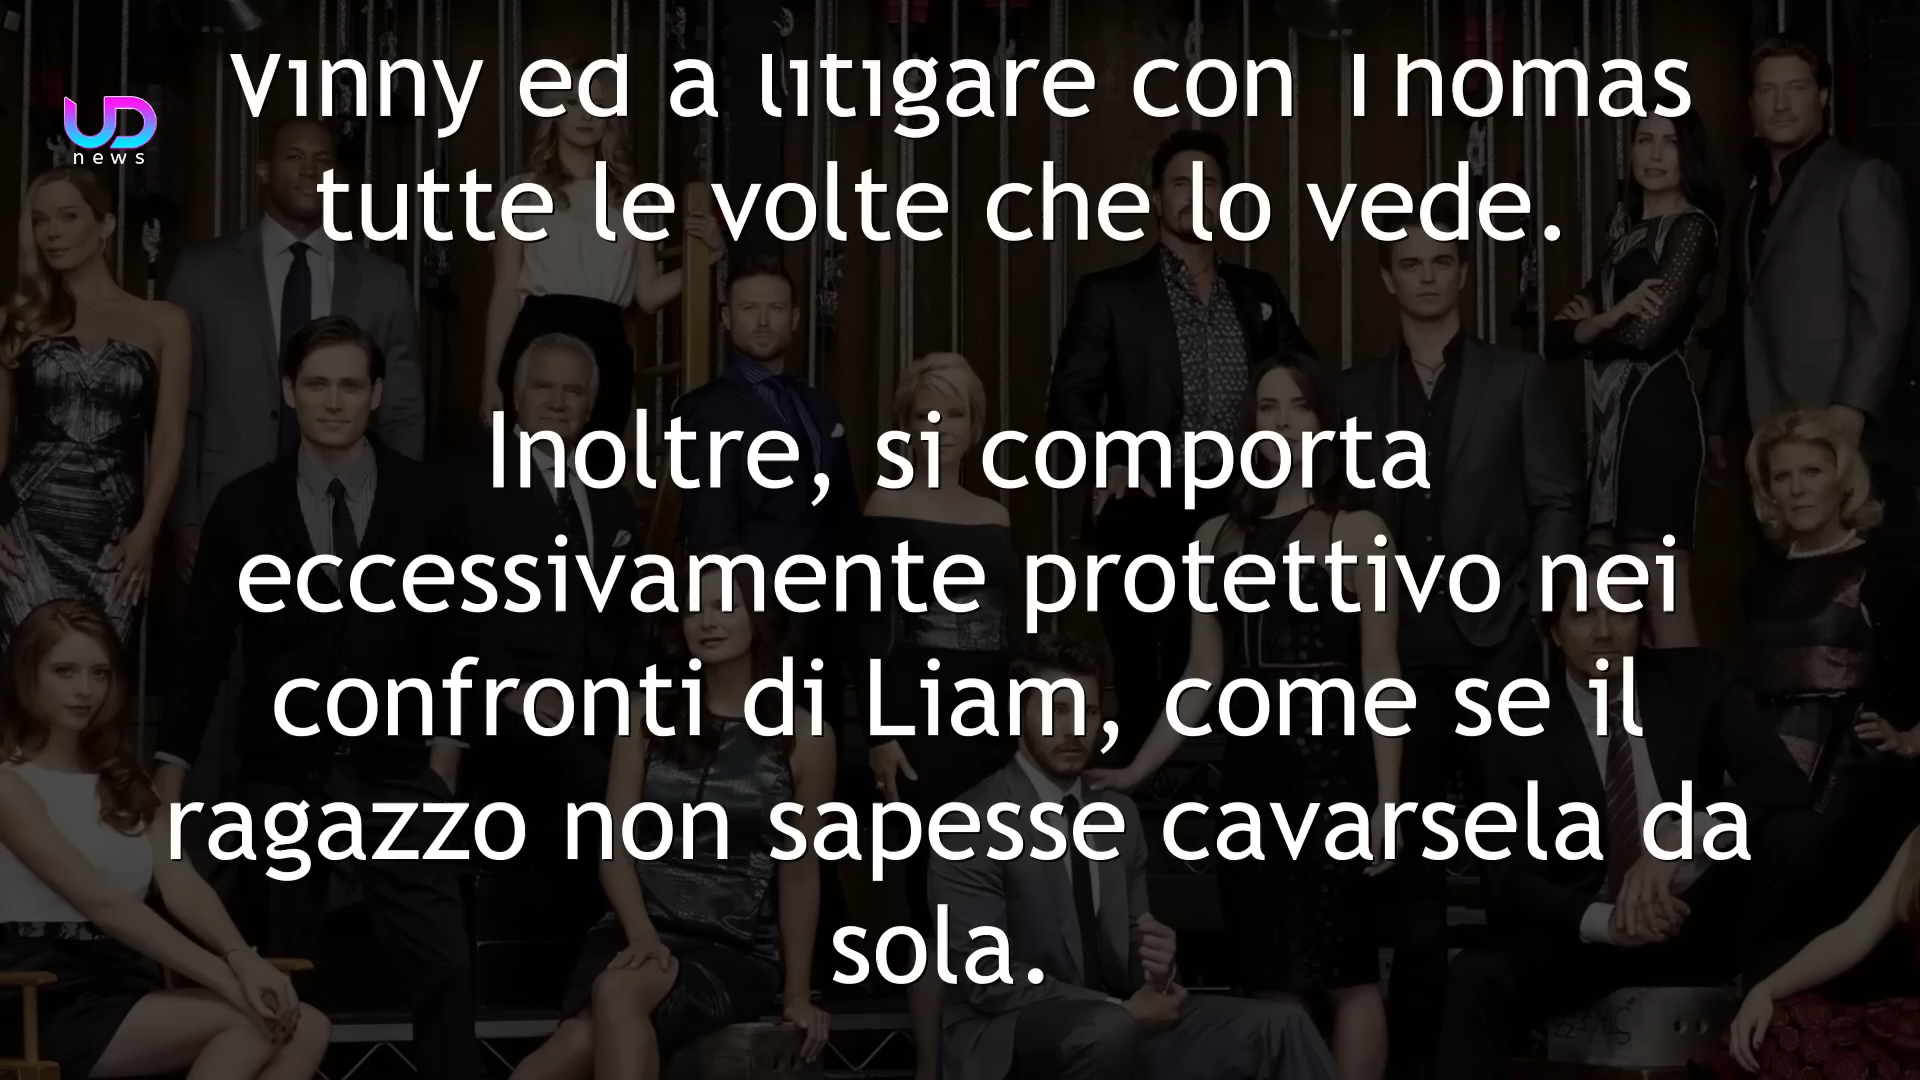 UD
news
Vinny ed a litigare con Thomas
tutte le volte che lo vede.
Inoltre, si comporta
eccessivamente protettivo nei
confronti di Liam, come se il
ragazzo non sapesse cavarsela da
sola.